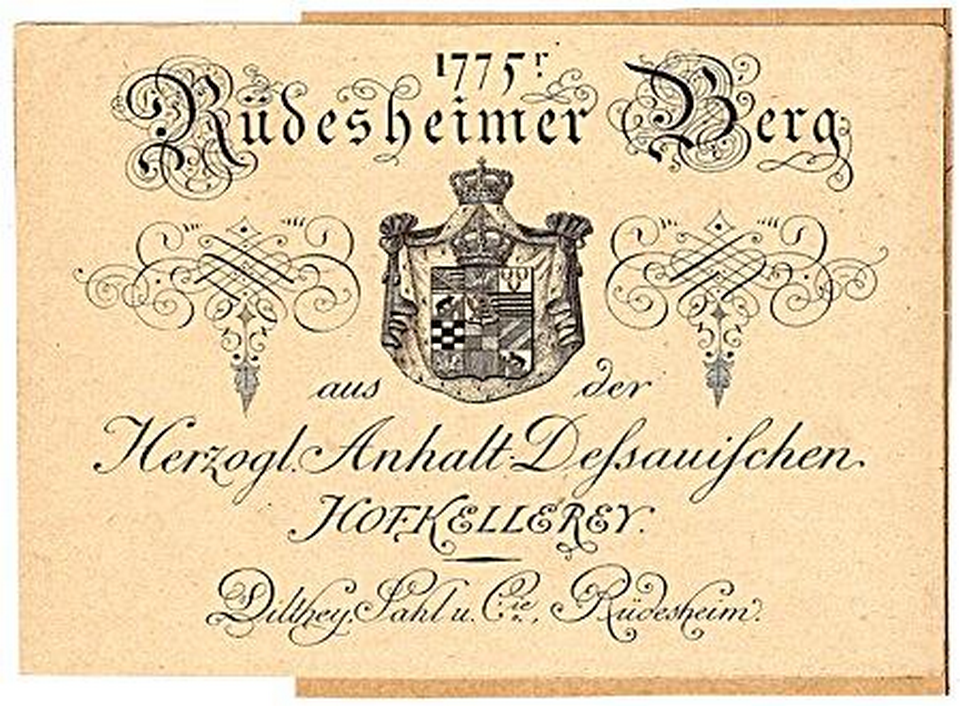 1775r
Rüdesheimer Berg
aus der
Herzogl. Anhalt-Deſsauiſchen
HOFKELLEREY.
Dilthey, Sahl u. Cie., Rüdesheim.